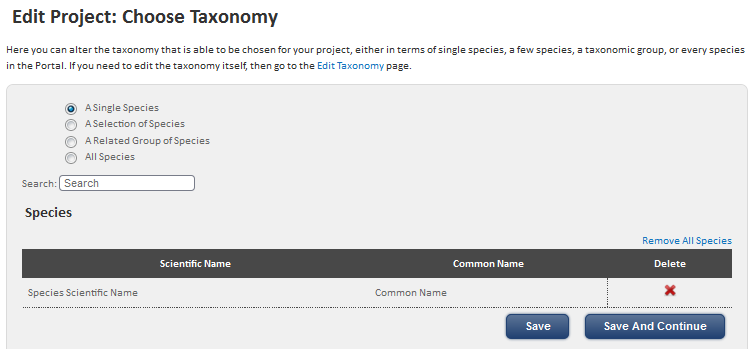 Edit Project: Choose Taxonomy
Here you can alter the taxonomy that is able to be chosen for your project, either in terms of single species, a few species, a taxonomic group, or every species
in the Portal. If you need to edit the taxonomy itself, then go to the Edit Taxonomy page.
A Single Species
A Selection of Species
A Related Group of Species
All Species
Search: Search
Species
Remove All Species
Scientific Name Common Name Delete
Species Scientific Name Common Name
Save Save And Continue